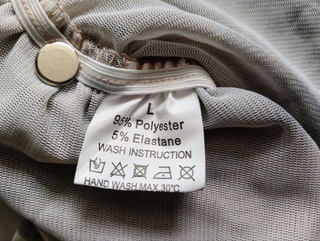 L
95% Polyester
5% Elastane
WASH INSTRUCTION
HAND WASH MAX.30°C